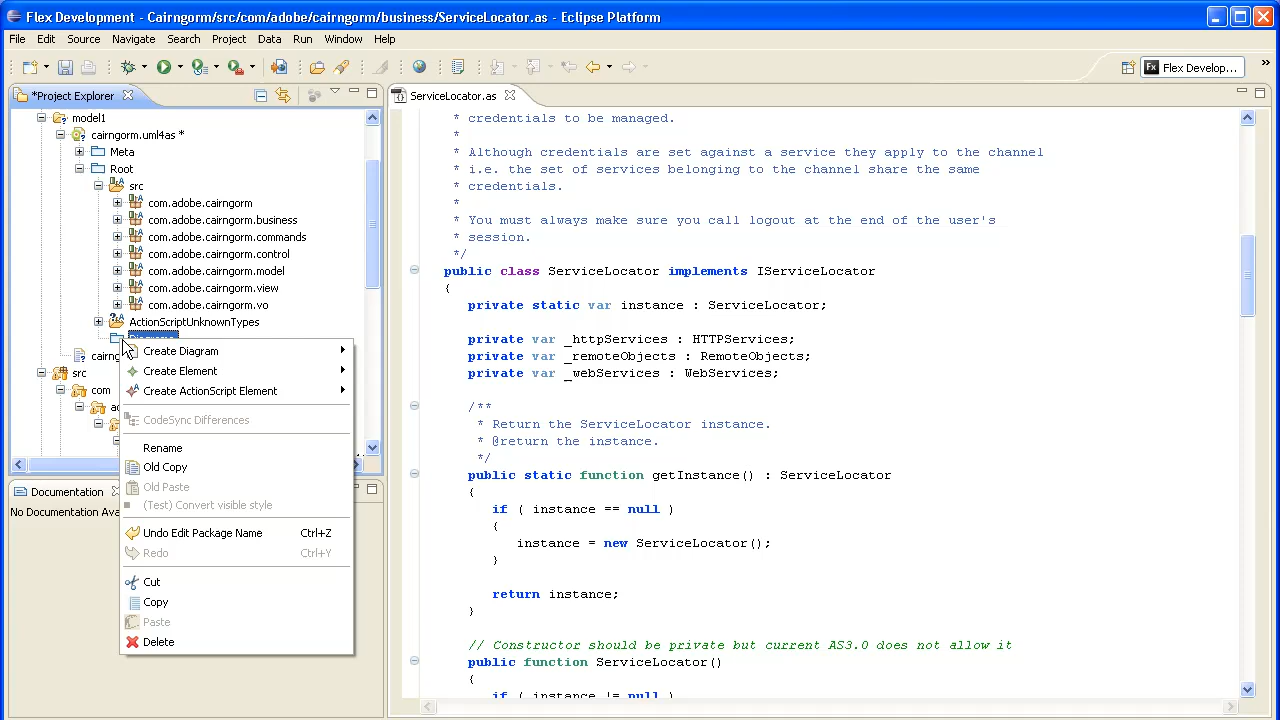 Flex Development - Cairngorm/src/com/adobe/cairngorm/business/ServiceLocator.as - Eclipse Platform
File Edit Source Navigate Search Project Data Run Window Help
Flex Develop...
*Project Explorer
model1
cairngorm.uml4as *
Meta
Root
src
com.adobe.cairngorm
com.adobe.cairngorm.business
com.adobe.cairngorm.commands
com.adobe.cairngorm.control
com.adobe.cairngorm.model
com.adobe.cairngorm.view
com.adobe.cairngorm.vo
ActionScriptUnknownTypes
cairng
src
com
Create Diagram
Create Element
Create ActionScript Element
CodeSync Differences
Rename
Old Copy
Old Paste
(Test) Convert visible style
Undo Edit Package Name Ctrl+Z
Redo Ctrl+Y
Cut
Copy
Paste
Delete
Documentation
No Documentation Ava
ServiceLocator.as
* credentials to be managed.
*
* Although credentials are set against a service they apply to the channel
* i.e. the set of services belonging to the channel share the same
* credentials.
*
* You must always make sure you call logout at the end of the user's
* session.
*/
public class ServiceLocator implements IServiceLocator
{
private static var instance : ServiceLocator;
private var _httpServices : HTTPServices;
private var _remoteObjects : RemoteObjects;
private var _webServices : WebServices;
/**
* Return the ServiceLocator instance.
* @return the instance.
*/
public static function getInstance() : ServiceLocator
{
if ( instance == null )
{
instance = new ServiceLocator();
}
return instance;
}
// Constructor should be private but current AS3.0 does not allow it
public function ServiceLocator()
{
if ( instance != null )